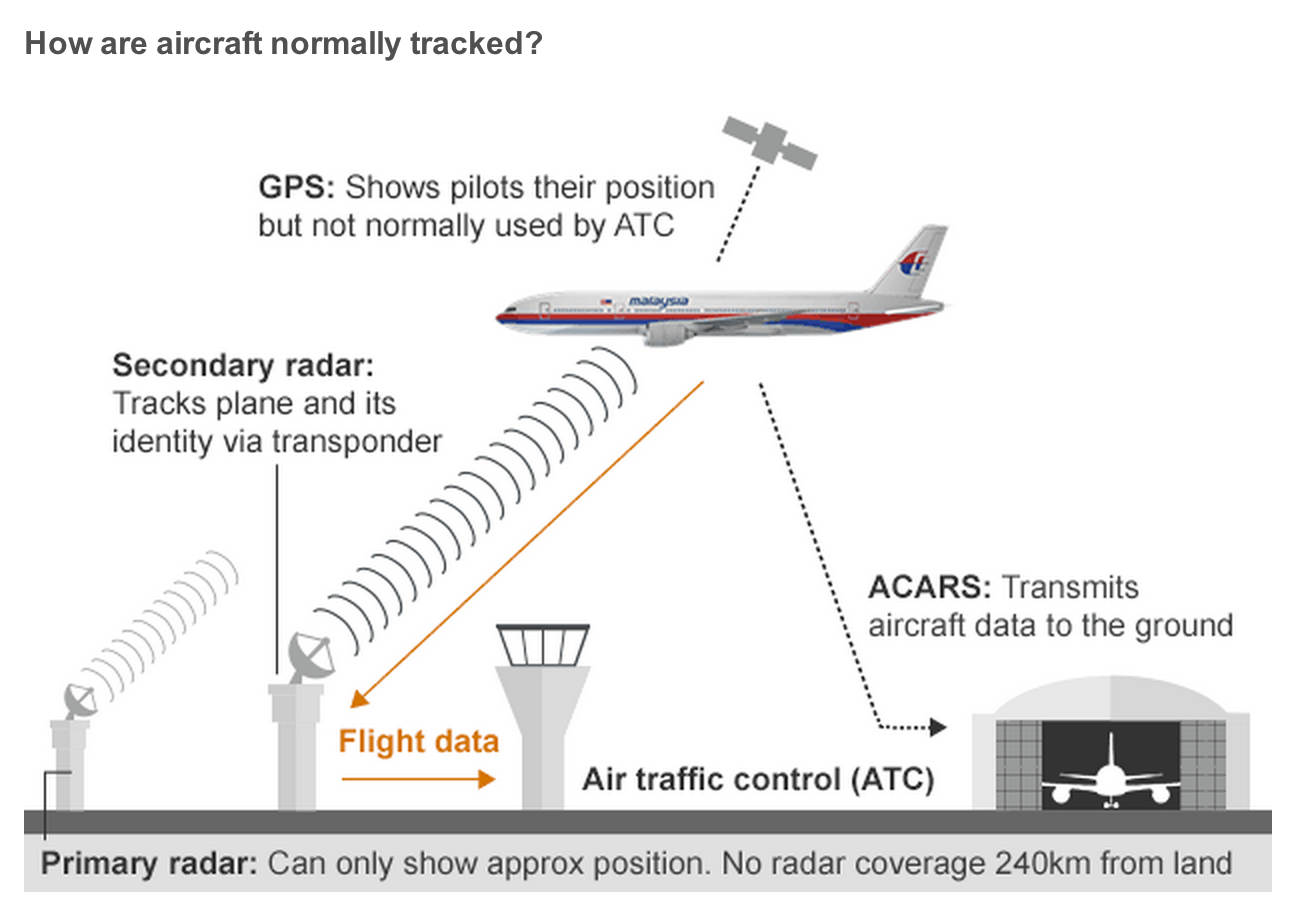 How are aircraft normally tracked?
GPS: Shows pilots their position
but not normally used by ATC
malaysia
Secondary radar:
Tracks plane and its
identity via transponder
ACARS: Transmits
aircraft data to the ground
Flight data
Air traffic control (ATC)
Primary radar: Can only show approx position. No radar coverage 240km from land